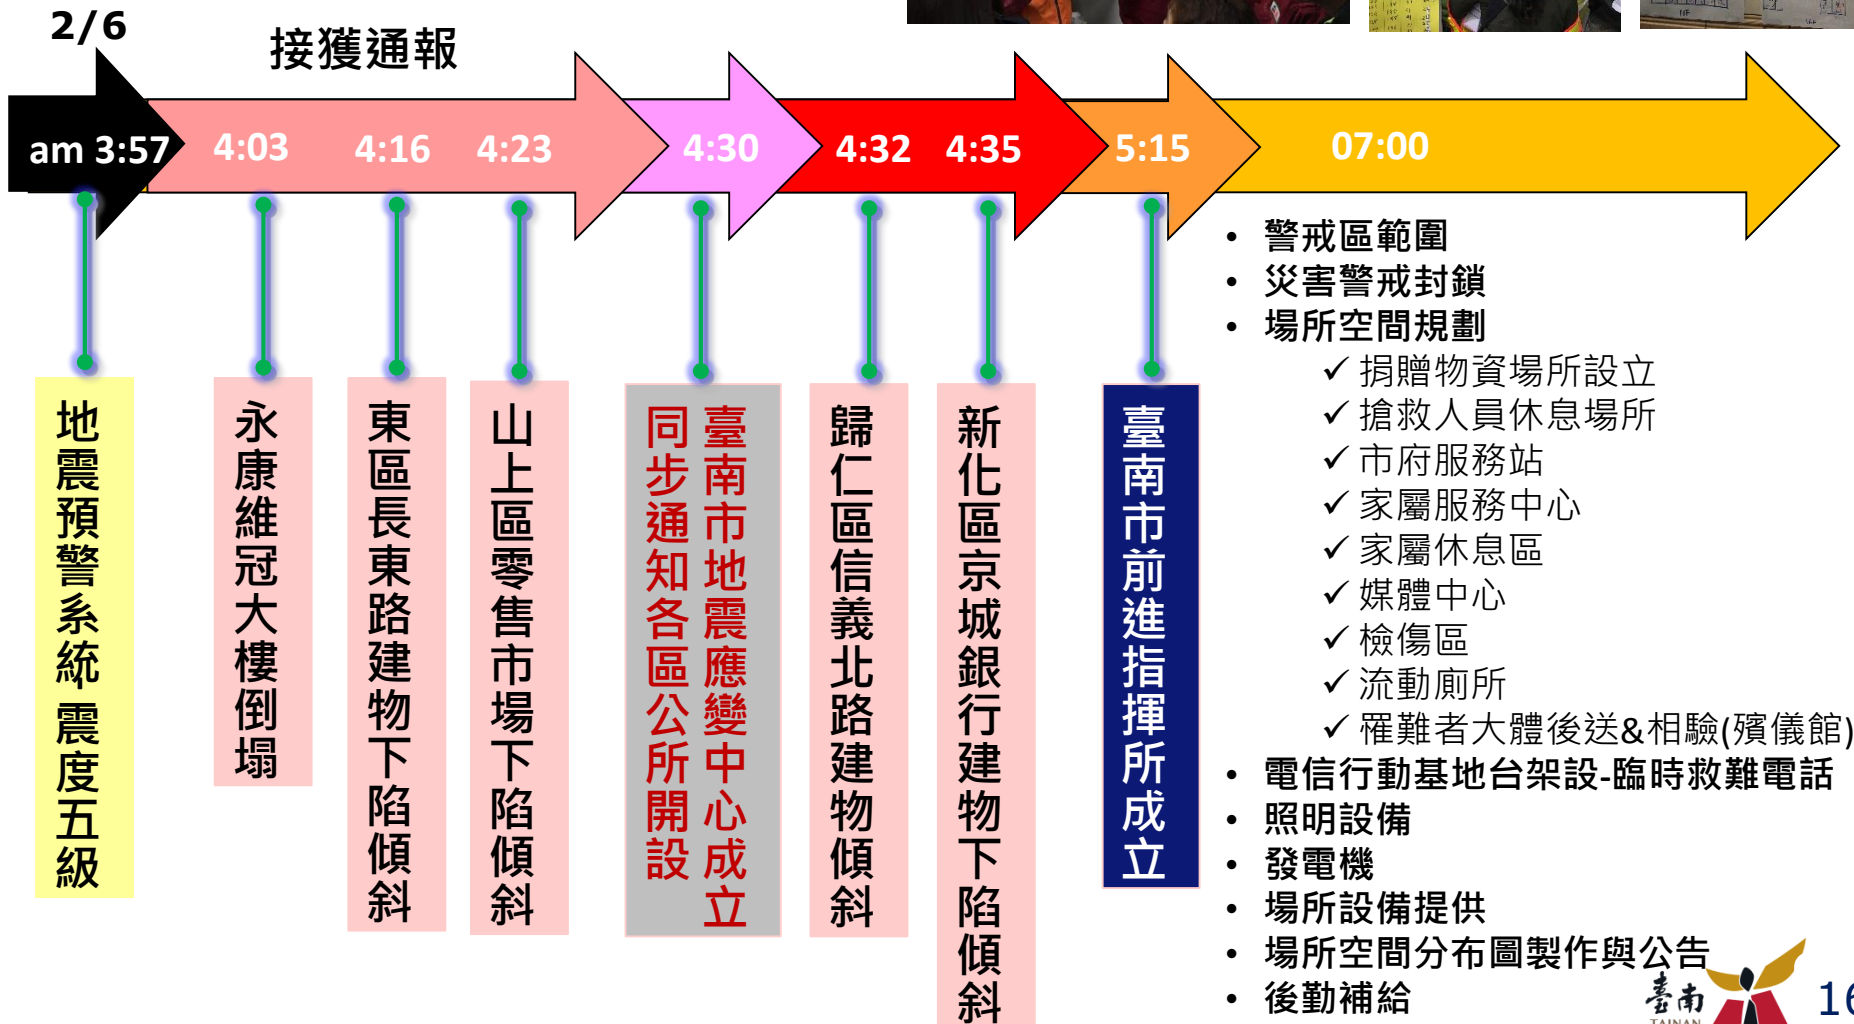 2/6
接獲通報
am 3:57
4:03
4:16
4:23
4:30
4:32
4:35
5:15
07:00
地震預警系統，震度五級
永康維冠大樓倒塌
東區長東路建物下陷傾斜
山上區零售市場下陷傾斜
臺南市地震應變中心成立
同步通知各區公所開設
歸仁區信義北路建物傾斜
新化區京城銀行建物下陷傾斜
臺南市前進指揮所成立
• 警戒區範圍
• 災害警戒封鎖
• 場所空間規劃
✓ 捐贈物資場所設立
✓ 搶救人員休息場所
✓ 市府服務站
✓ 家屬服務中心
✓ 家屬休息區
✓ 媒體中心
✓ 檢傷區
✓ 流動廁所
✓ 罹難者大體後送&相驗(殯儀館)
• 電信行動基地台架設-臨時救難電話
• 照明設備
• 發電機
• 場所設備提供
• 場所空間分布圖製作與公告
• 後勤補給
臺南
TAINAN
16